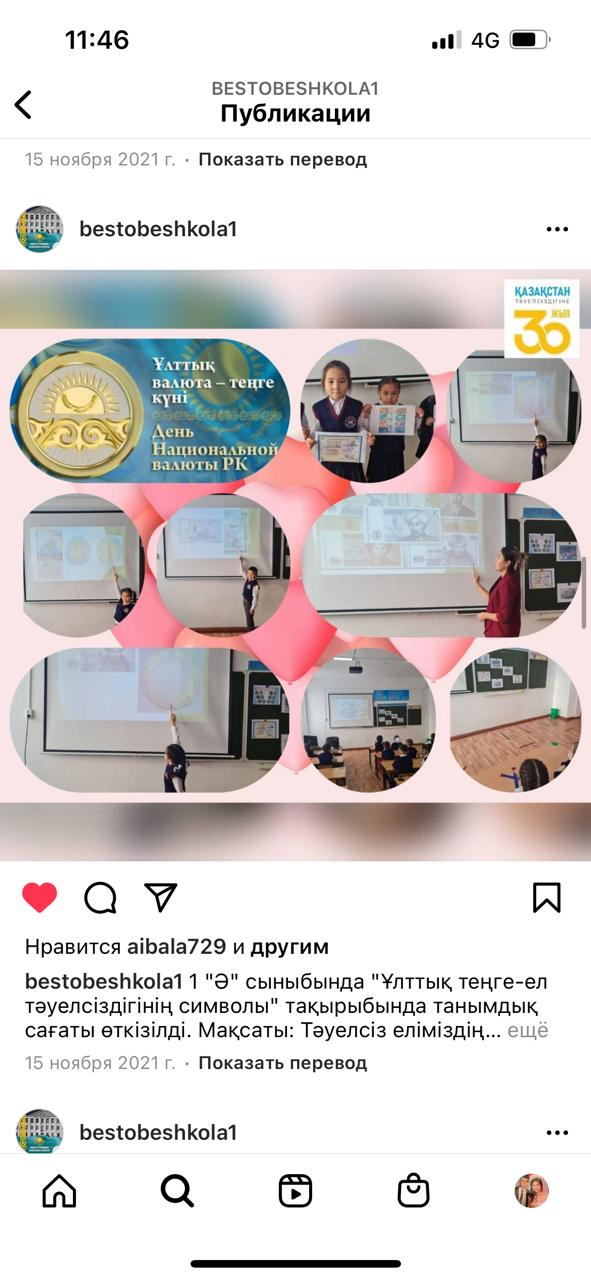 11:46
4G
BESTOBESHKOLA1
Публикации
15 ноября 2021 г. · Показать перевод
bestobeshkola1
ҚАЗАҚСТАН
ТӘУЕЛСІЗДІГІНЕ
30 ЖЫЛ
Ұлттық
валюта – теңге
күні
День
Национальной
валюты РК
Нравится aibala729 и другим
bestobeshkola1 1 "Ә" сыныбында "Ұлттық теңге-ел
тәуелсіздігінің символы" тақырыбында танымдық
сағаты өткізілді. Мақсаты: Тәуелсіз еліміздің... ещё
15 ноября 2021 г. · Показать перевод
bestobeshkola1